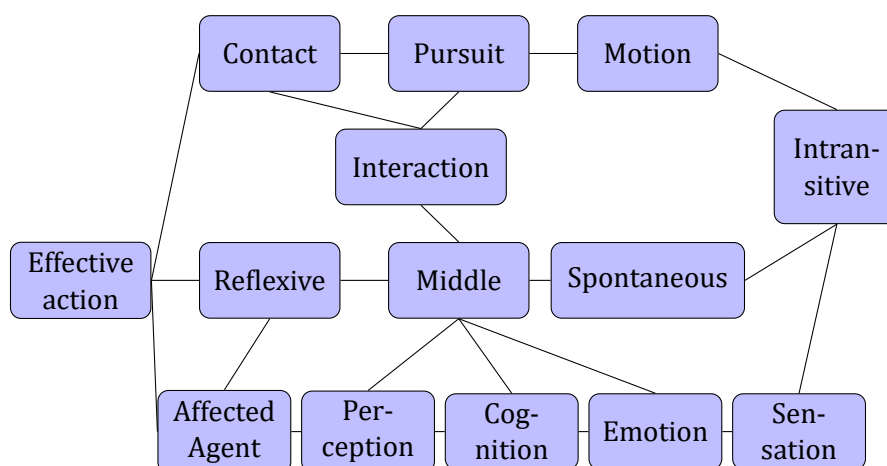 Contact
Pursuit
Motion
Intran-
sitive
Interaction
Effective
action
Reflexive
Middle
Spontaneous
Affected
Agent
Per-
ception
Cog-
nition
Emotion
Sen-
sation